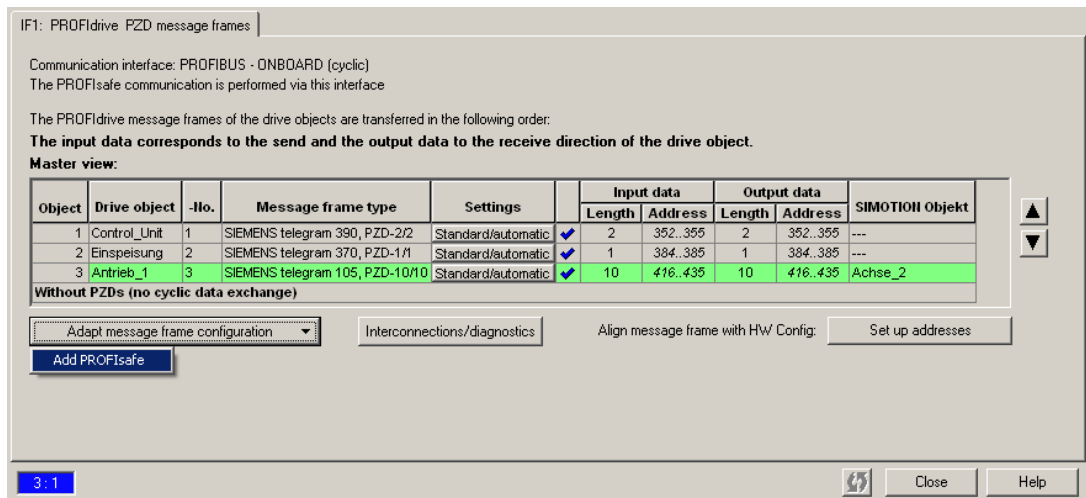 IF1: PROFIdrive PZD message frames
Communication interface: PROFIBUS - ONBOARD (cyclic)
The PROFIsafe communication is performed via this interface
The PROFIdrive message frames of the drive objects are transferred in the following order:
The input data corresponds to the send and the output data to the receive direction of the drive object.
Master view:
Object Drive object -No. Message frame type Settings Input data Output data SIMOTION Objekt
Length Address Length Address
1 Control_Unit 1 SIEMENS telegram 390, PZD-2/2 Standard/automatic 2 352..355 2 352..355 ---
2 Einspeisung 2 SIEMENS telegram 370, PZD-1/1 Standard/automatic 1 384..385 1 384..385 ---
3 Antrieb_1 3 SIEMENS telegram 105, PZD-10/10 Standard/automatic 10 416..435 10 416..435 Achse_2
Without PZDs (no cyclic data exchange)
Adapt message frame configuration Interconnections/diagnostics Align message frame with HW Config: Set up addresses
Add PROFIsafe
3 : 1 Close Help